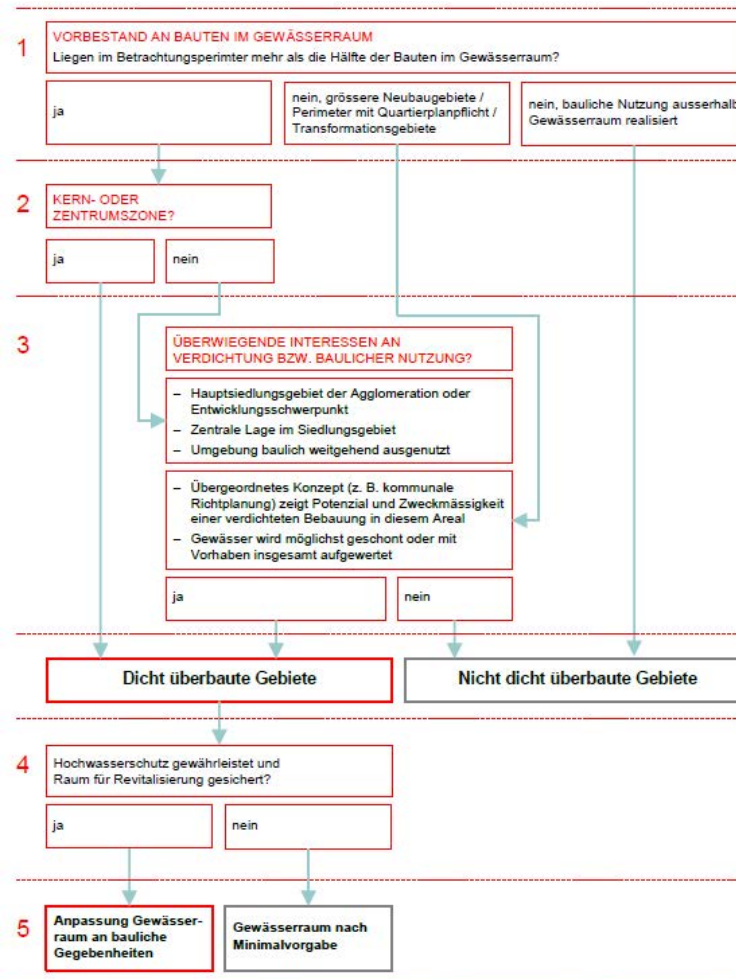 1
VORBESTAND AN BAUTEN IM GEWÄSSERRAUM
Liegen im Betrachtungsperimter mehr als die Hälfte der Bauten im Gewässerraum?
ja
nein, grössere Neubaugebiete /
Perimeter mit Quartierplanpflicht /
Transformationsgebiete
nein, bauliche Nutzung ausserhalb
Gewässerraum realisiert
2
KERN- ODER
ZENTRUMSZONE?
ja
nein
3
ÜBERWIEGENDE INTERESSEN AN
VERDICHTUNG BZW. BAULICHER NUTZUNG?
– Hauptsiedlungsgebiet der Agglomeration oder
Entwicklungsschwerpunkt
– Zentrale Lage im Siedlungsgebiet
– Umgebung baulich weitgehend ausgenutzt
– Übergeordnetes Konzept (z. B. kommunale
Richtplanung) zeigt Potenzial und Zweckmässigkeit
einer verdichteten Bebauung in diesem Areal
– Gewässer wird möglichst geschont oder mit
Vorhaben insgesamt aufgewertet
ja
nein
Dicht überbaute Gebiete
Nicht dicht überbaute Gebiete
4
Hochwasserschutz gewährleistet und
Raum für Revitalisierung gesichert?
ja
nein
5
Anpassung Gewässer-
raum an bauliche
Gegebenheiten
Gewässerraum nach
Minimalvorgabe